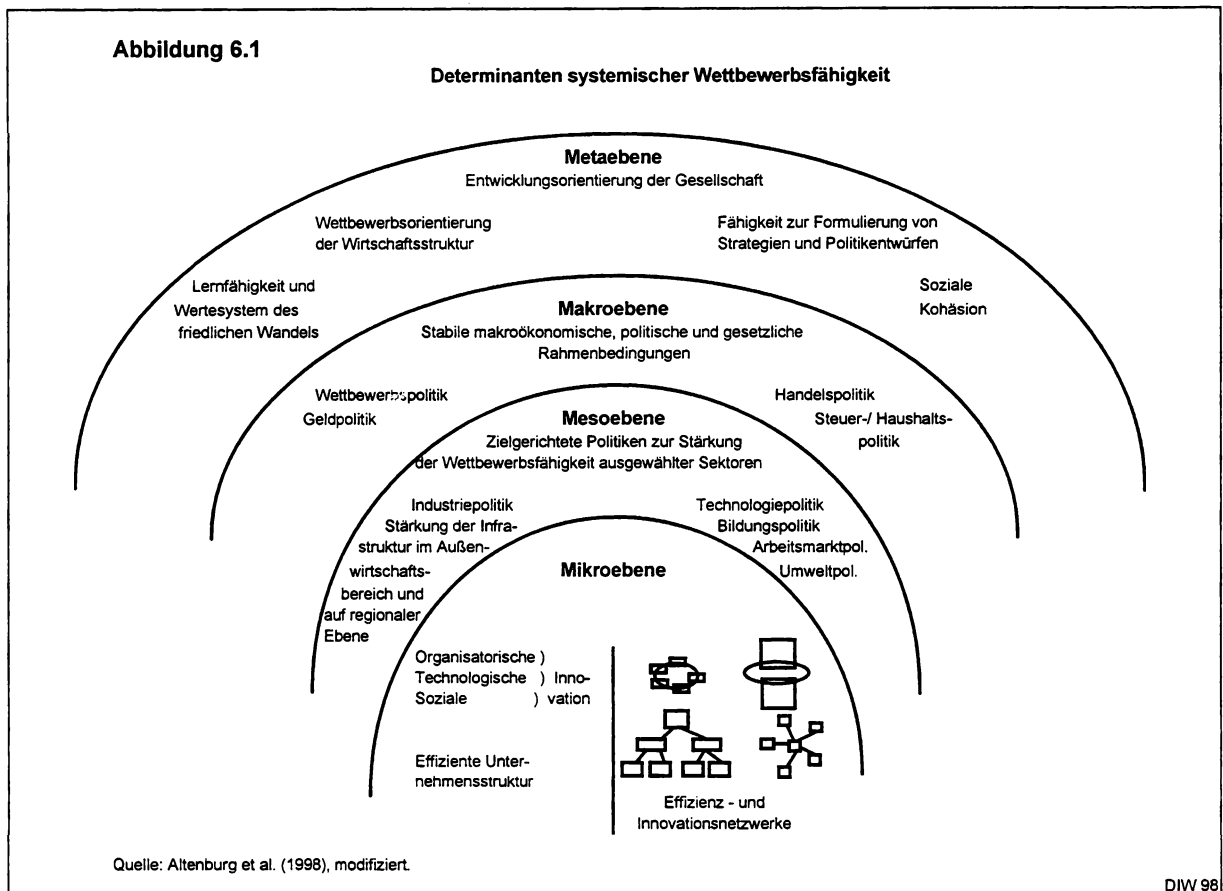 Abbildung 6.1
Determinanten systemischer Wettbewerbsfähigkeit
Metaebene
Entwicklungsorientierung der Gesellschaft
Wettbewerbsorientierung
der Wirtschaftsstruktur
Fähigkeit zur Formulierung von
Strategien und Politikentwürfen
Lernfähigkeit und
Wertesystem des
friedlichen Wandels
Soziale
Kohäsion
Makroebene
Stabile makroökonomische, politische und gesetzliche
Rahmenbedingungen
Wettbewerbspolitik
Geldpolitik
Handelspolitik
Steuer-/ Haushalts-
politik
Mesoebene
Zielgerichtete Politiken zur Stärkung
der Wettbewerbsfähigkeit ausgewählter Sektoren
Industriepolitik
Stärkung der Infra-
struktur im Außen-
wirtschafts-
bereich und
auf regionaler
Ebene
Technologiepolitik
Bildungspolitik
Arbeitsmarktpol.
Umweltpol.
Mikroebene
Organisatorische )
Technologische ) Inno-
Soziale ) vation
Effiziente Unter-
nehmensstruktur
Effizienz - und
Innovationsnetzwerke
Quelle: Altenburg et al. (1998), modifiziert.
DIW 98